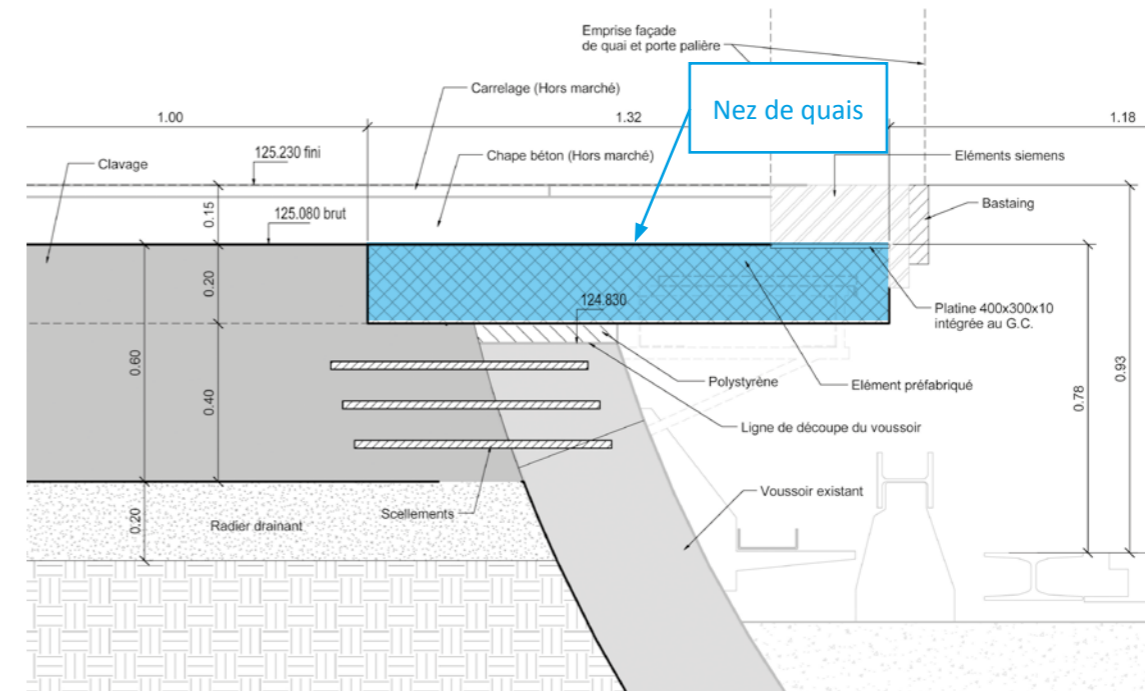 Emprise façade
de quai et porte palière
Carrelage (Hors marché)
Nez de quais
1.00
1.32
1.18
Clavage
125.230 fini
Chape béton (Hors marché)
Eléments siemens
Bastaing
0.15
125.080 brut
0.20
124.830
Platine 400x300x10
intégrée au G.C.
0.60
0.40
Polystyrène
Elément préfabriqué
0.78
0.93
Ligne de découpe du voussoir
Voussoir existant
Scellements
0.20
Radier drainant